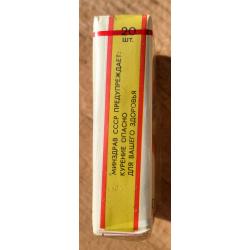 20
ШТ.
МИНЗДРАВ СССР ПРЕДУПРЕЖДАЕТ:
КУРЕНИЕ ОПАСНО
ДЛЯ ВАШЕГО ЗДОРОВЬЯ